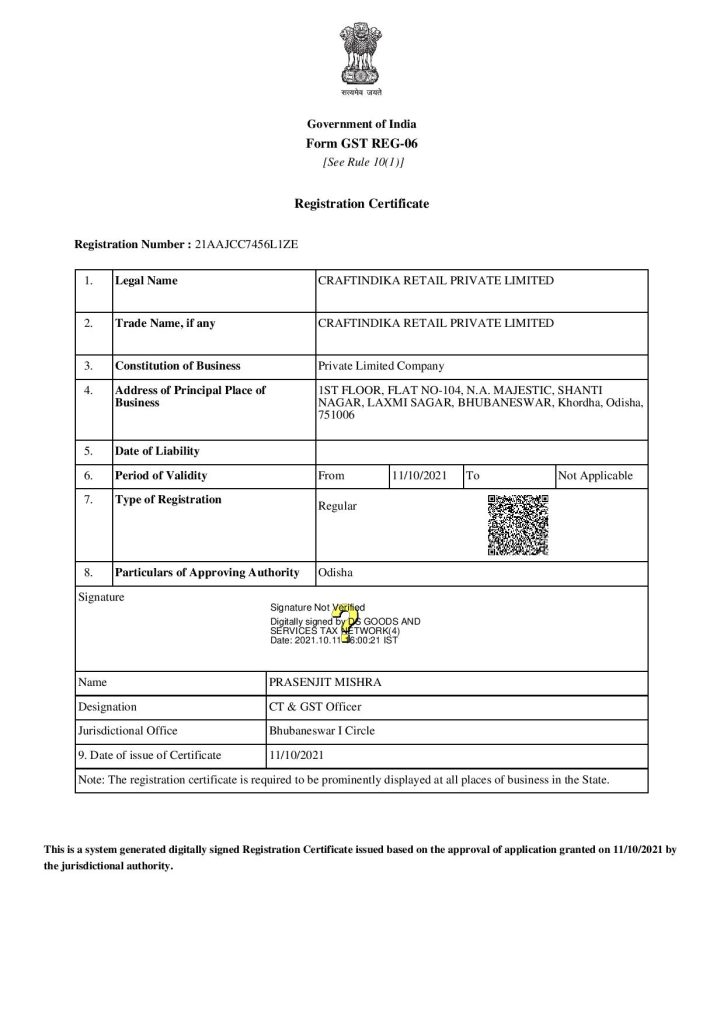 सत्यमेव जयते
Government of India
Form GST REG-06
[See Rule 10(1)]
Registration Certificate
Registration Number : 21AAJCC7456L1ZE
1. Legal Name CRAFTINDIKA RETAIL PRIVATE LIMITED
2. Trade Name, if any CRAFTINDIKA RETAIL PRIVATE LIMITED
3. Constitution of Business Private Limited Company
4. Address of Principal Place of Business 1ST FLOOR, FLAT NO-104, N.A. MAJESTIC, SHANTI
NAGAR, LAXMI SAGAR, BHUBANESWAR, Khordha, Odisha,
751006
5. Date of Liability
6. Period of Validity From 11/10/2021 To Not Applicable
7. Type of Registration Regular
8. Particulars of Approving Authority Odisha
Signature
Signature Not Verified
Digitally signed by DS GOODS AND
SERVICES TAX NETWORK(4)
Date: 2021.10.11 16:00:21 IST
Name PRASENJIT MISHRA
Designation CT & GST Officer
Jurisdictional Office Bhubaneswar I Circle
9. Date of issue of Certificate 11/10/2021
Note: The registration certificate is required to be prominently displayed at all places of business in the State.
This is a system generated digitally signed Registration Certificate issued based on the approval of application granted on 11/10/2021 by
the jurisdictional authority.